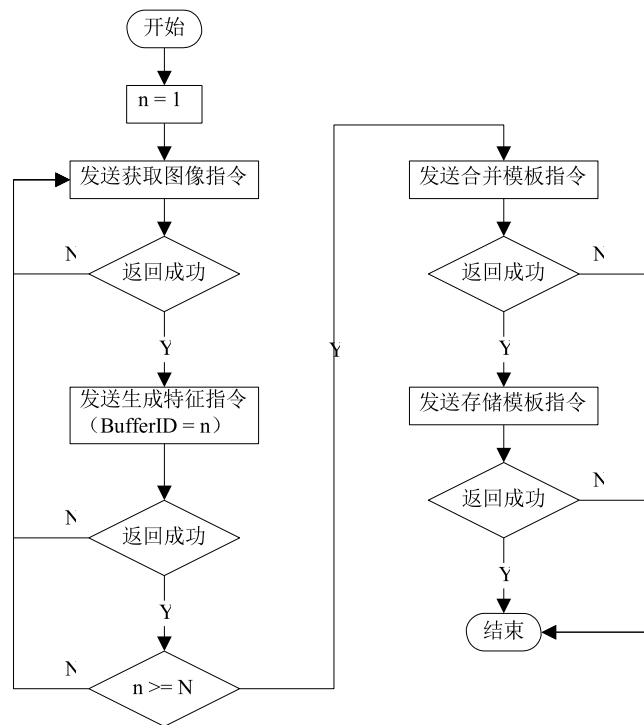 开始
n = 1
发送获取图像指令
N
返回成功
Y
发送生成特征指令
（BufferID = n）
N
返回成功
Y
N
n >= N
Y
发送合并模板指令
返回成功
N
Y
发送存储模板指令
返回成功
N
Y
结束